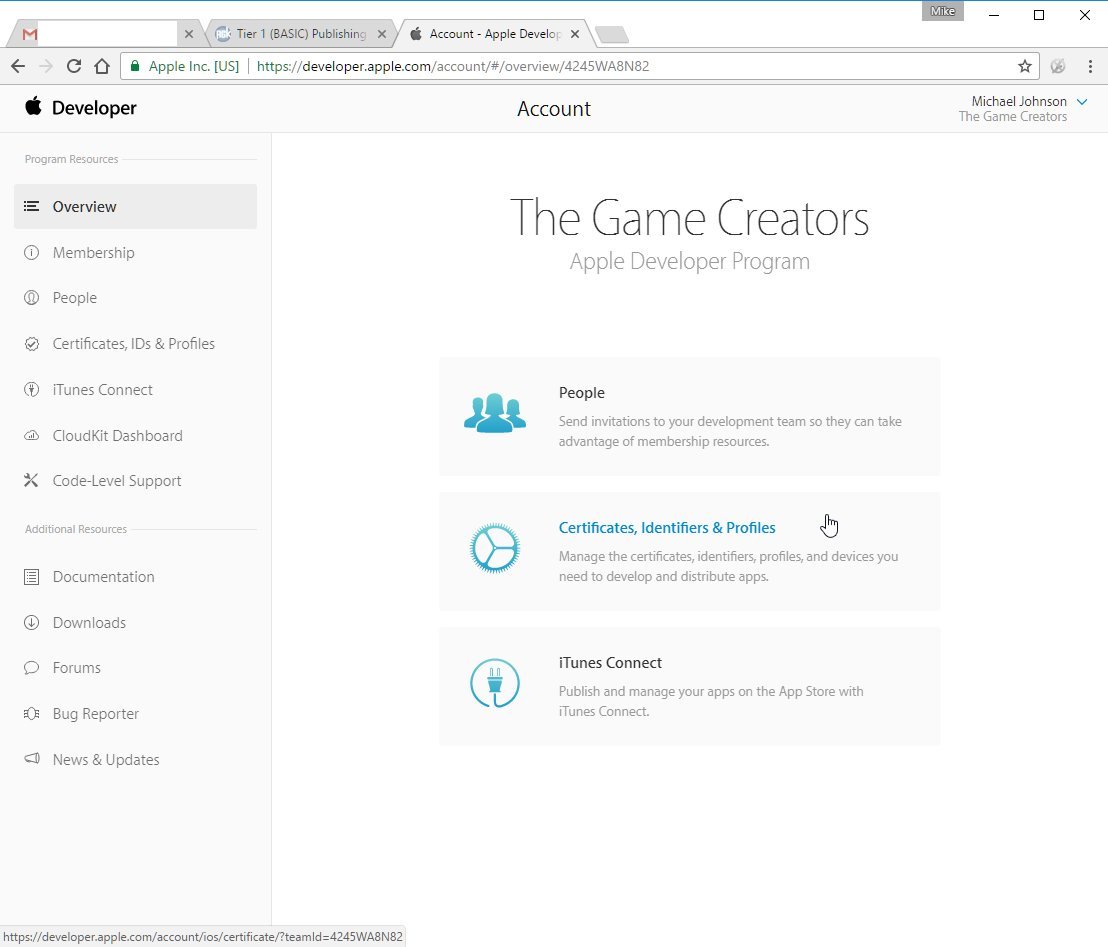 Mike
Tier 1 (BASIC) Publishing
Account - Apple Develop
Apple Inc. [US]
https://developer.apple.com/account/#/overview/4245WA8N82
Developer
Account
Michael Johnson
The Game Creators
Program Resources
Overview
Membership
People
Certificates, IDs & Profiles
iTunes Connect
CloudKit Dashboard
Code-Level Support
Additional Resources
Documentation
Downloads
Forums
Bug Reporter
News & Updates
The Game Creators
Apple Developer Program
People
Send invitations to your development team so they can take
advantage of membership resources.
Certificates, Identifiers & Profiles
Manage the certificates, identifiers, profiles, and devices you
need to develop and distribute apps.
iTunes Connect
Publish and manage your apps on the App Store with
iTunes Connect.
https://developer.apple.com/account/ios/certificate/?teamId=4245WA8N82